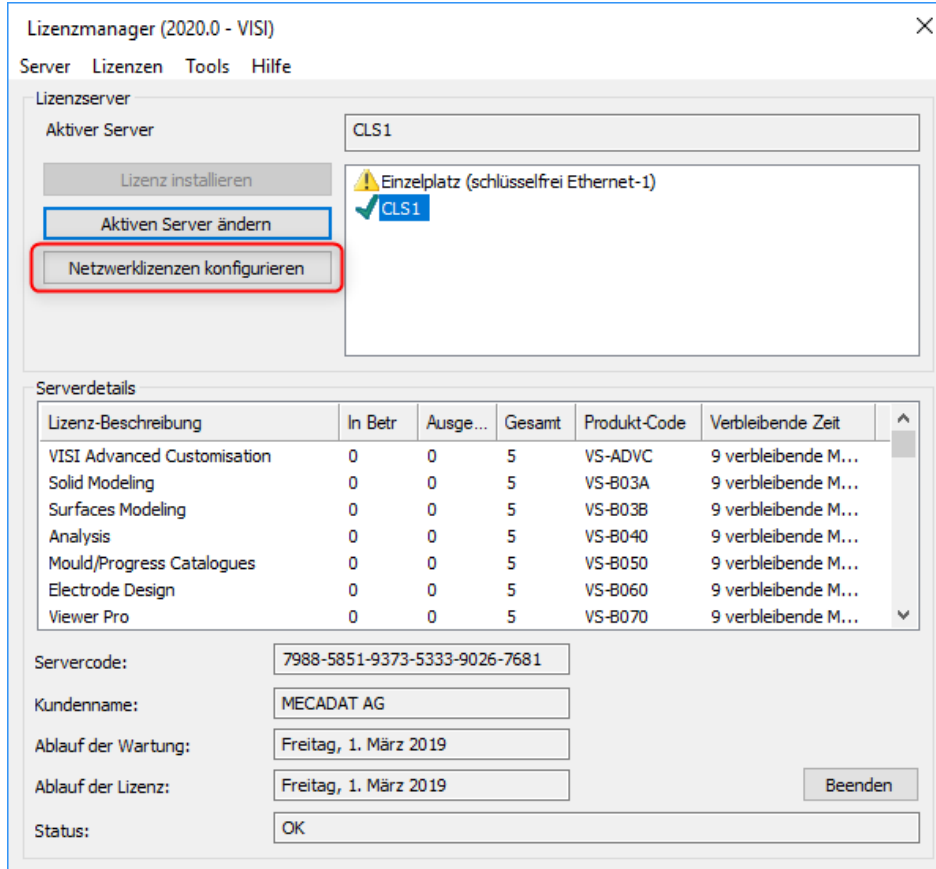 Lizenzmanager (2020.0 - VISI)
Server Lizenzen Tools Hilfe
Lizenzserver
Aktiver Server CLS1
Lizenz installieren
Einzelplatz (schlüsselfrei Ethernet-1)
Aktiven Server ändern
CLS1
Netzwerklizenzen konfigurieren
Serverdetails
Lizenz-Beschreibung In Betr Ausge... Gesamt Produkt-Code Verbleibende Zeit
VISI Advanced Customisation 0 0 5 VS-ADVC 9 verbleibende M...
Solid Modeling 0 0 5 VS-B03A 9 verbleibende M...
Surfaces Modeling 0 0 5 VS-B03B 9 verbleibende M...
Analysis 0 0 5 VS-B040 9 verbleibende M...
Mould/Progress Catalogues 0 0 5 VS-B050 9 verbleibende M...
Electrode Design 0 0 5 VS-B060 9 verbleibende M...
Viewer Pro 0 0 5 VS-B070 9 verbleibende M...
Servercode: 7988-5851-9373-5333-9026-7681
Kundenname: MECADAT AG
Ablauf der Wartung: Freitag, 1. März 2019
Ablauf der Lizenz: Freitag, 1. März 2019 Beenden
Status: OK